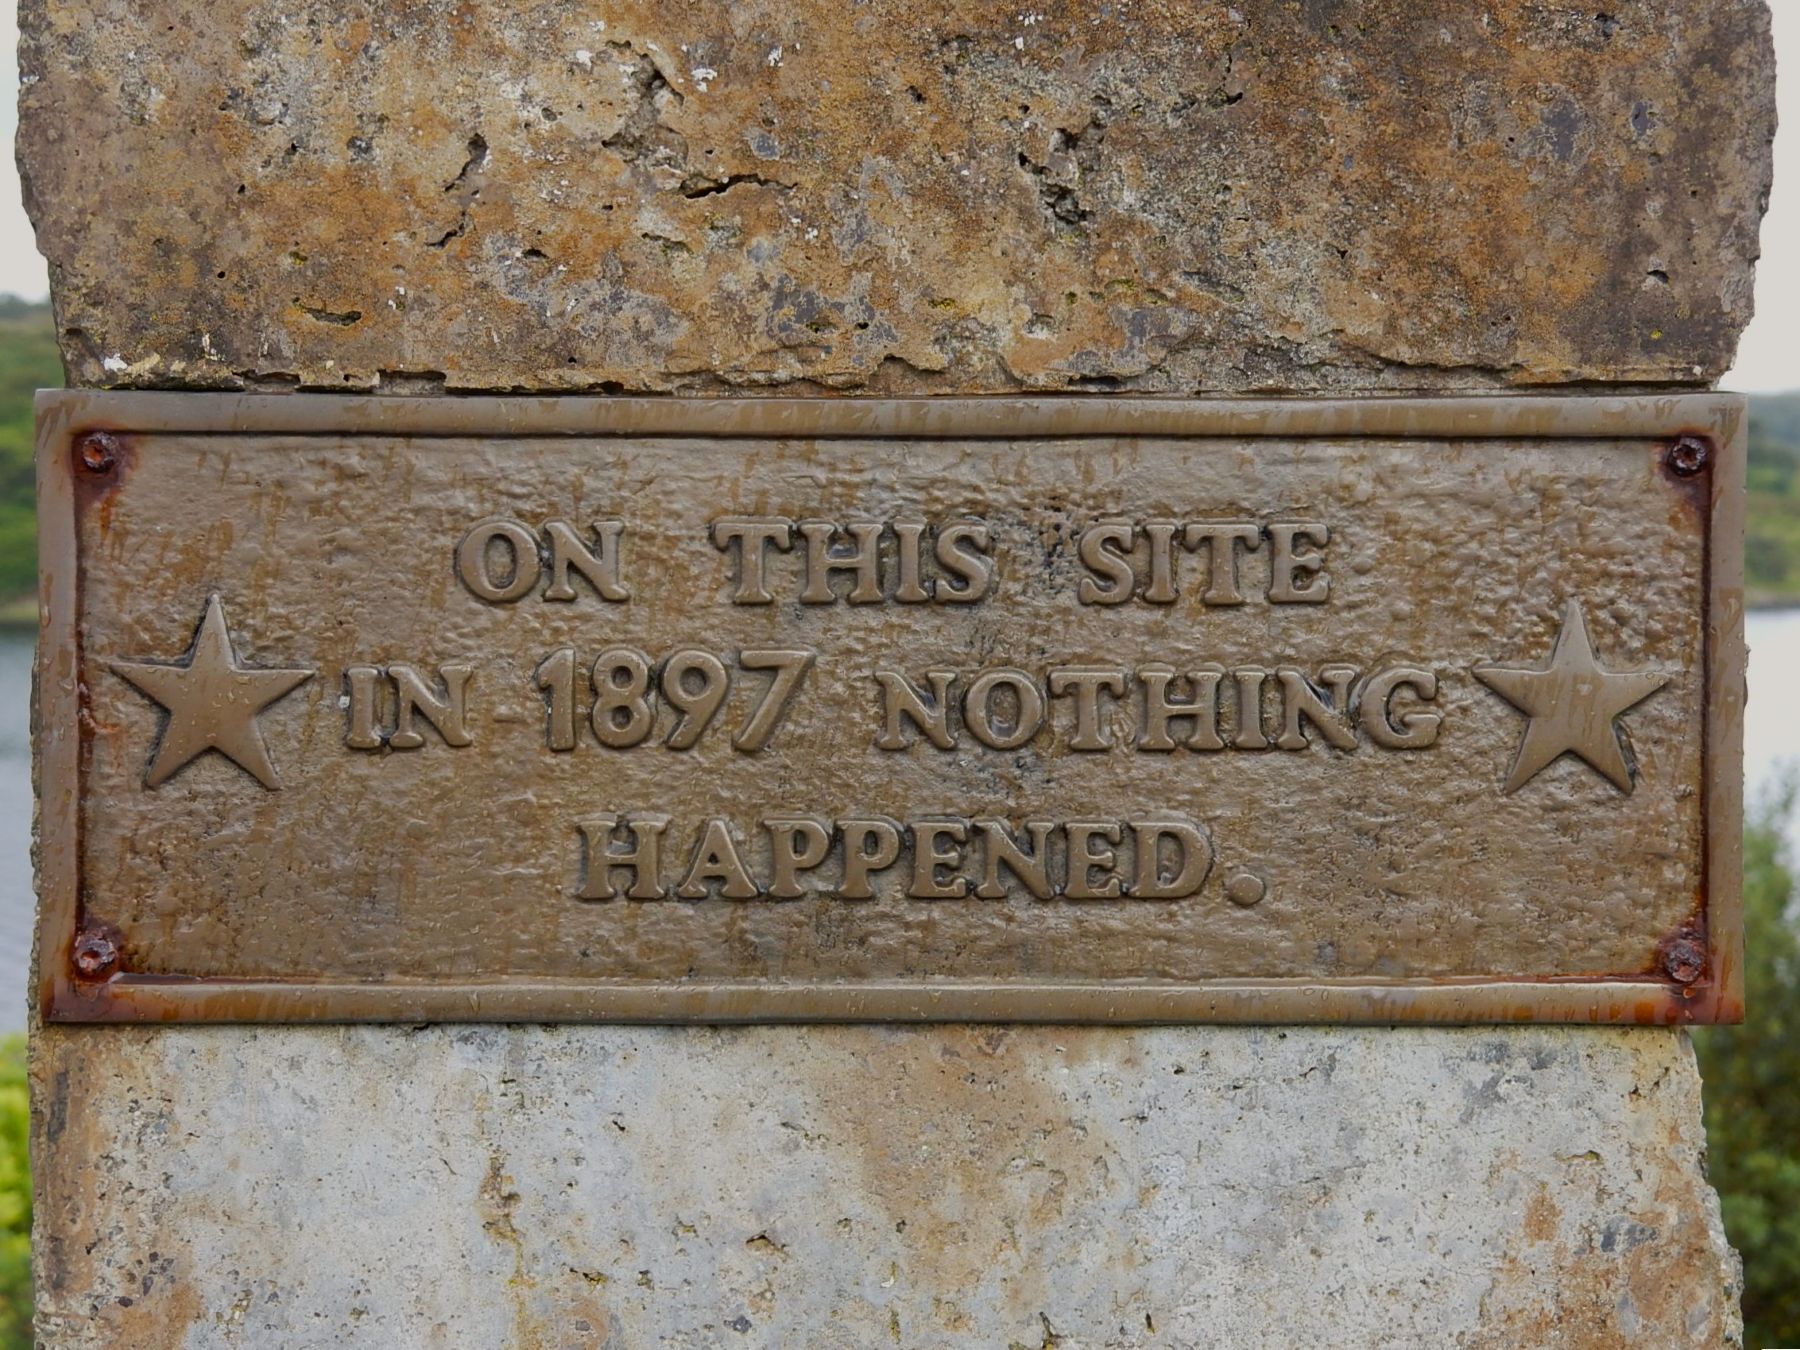 ON THIS SITE
IN 1897 NOTHING
HAPPENED.